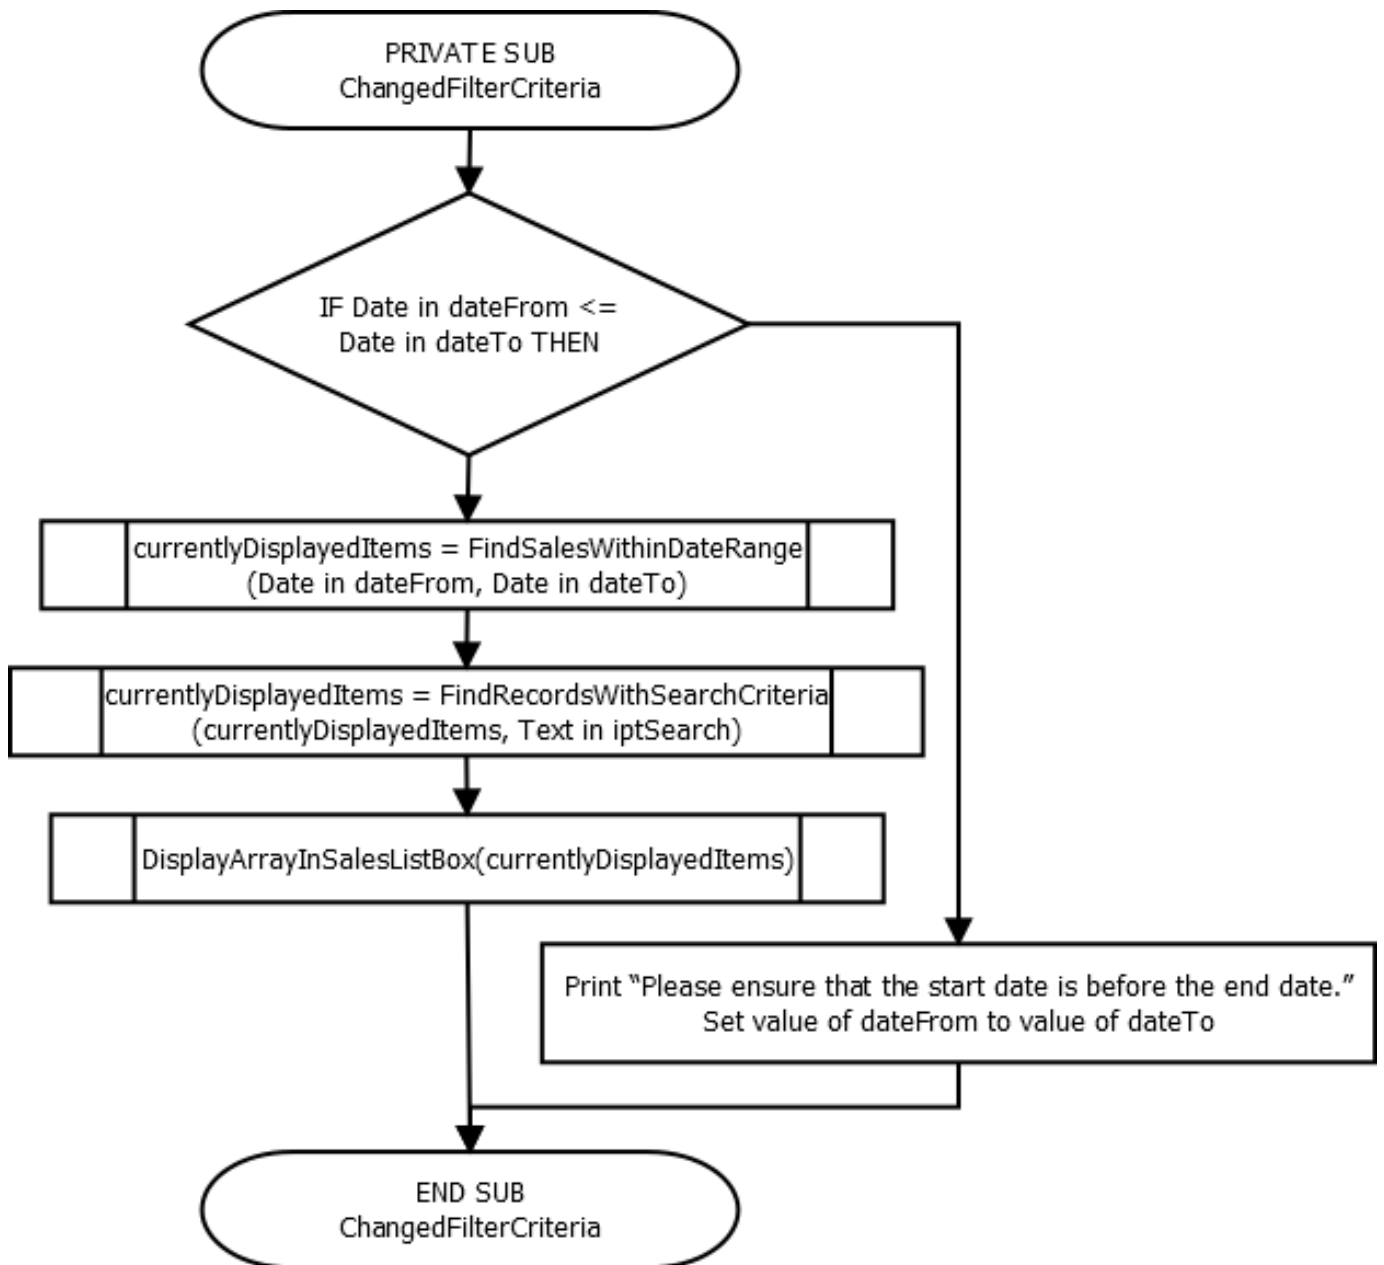 PRIVATE SUB
ChangedFilterCriteria
IF Date in dateFrom <=
Date in dateTo THEN
currentlyDisplayedItems = FindSalesWithinDateRange
(Date in dateFrom, Date in dateTo)
currentlyDisplayedItems = FindRecordsWithSearchCriteria
(currentlyDisplayedItems, Text in iptSearch)
DisplayArrayInSalesListBox(currentlyDisplayedItems)
Print “Please ensure that the start date is before the end date.”
Set value of dateFrom to value of dateTo
END SUB
ChangedFilterCriteria